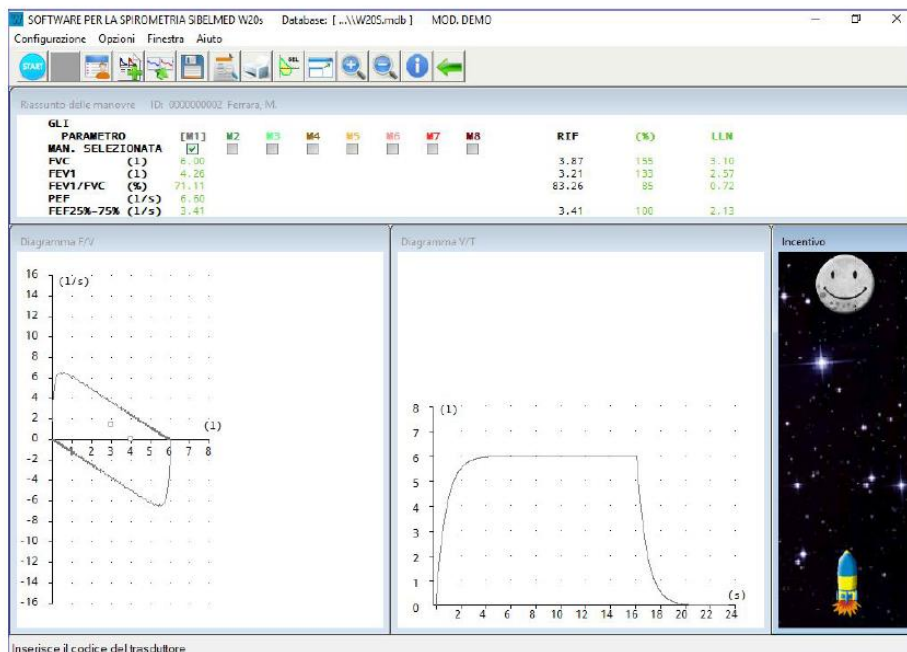 SOFTWARE PER LA SPIROMETRIA SIBELMED W20s Database: [ ...\\W20S.mdb ] MOD. DEMO
Configurazione Opzioni Finestra Aiuto
START DEL
Riassunto delle manovre ID: 0000000002 Ferrara, M.
GLI
PARAMETRO [M1] M2 M3 M4 M5 M6 M7 M8 RIF (%) LLN
MAN. SELEZIONATA
FVC (l) 6.00 3.87 155 3.10
FEV1 (l) 4.26 3.21 133 2.57
FEV1/FVC (%) 71.11 83.26 85 0.72
PEF (l/s) 6.60
FEF25%-75% (l/s) 3.41 3.41 100 2.13
Diagramma F/V
16 (l/s)
14
12
10
8
6
4
2
(l)
0 1 2 3 4 5 6 7 8
-2
-4
-6
-8
-10
-12
-14
-16
Diagramma V/T
8 (l)
7
6
5
4
3
2
1
(s)
0 2 4 6 8 10 12 14 16 18 20 22 24
Incentivo
Inserisce il codice del trasduttore